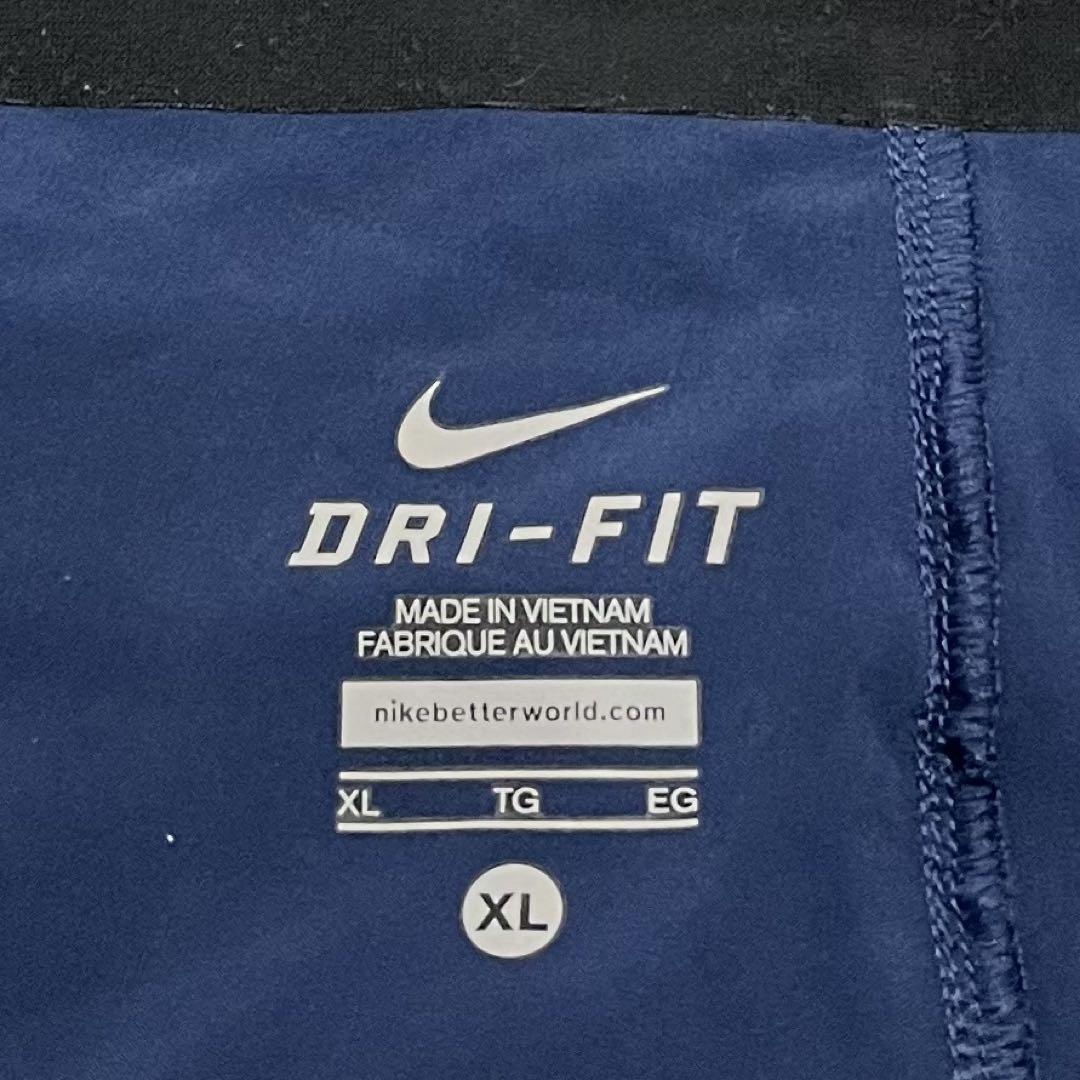 DRI-FIT
MADE IN VIETNAM
FABRIQUE AU VIETNAM
nikebetterworld.com
XL TG EG
XL